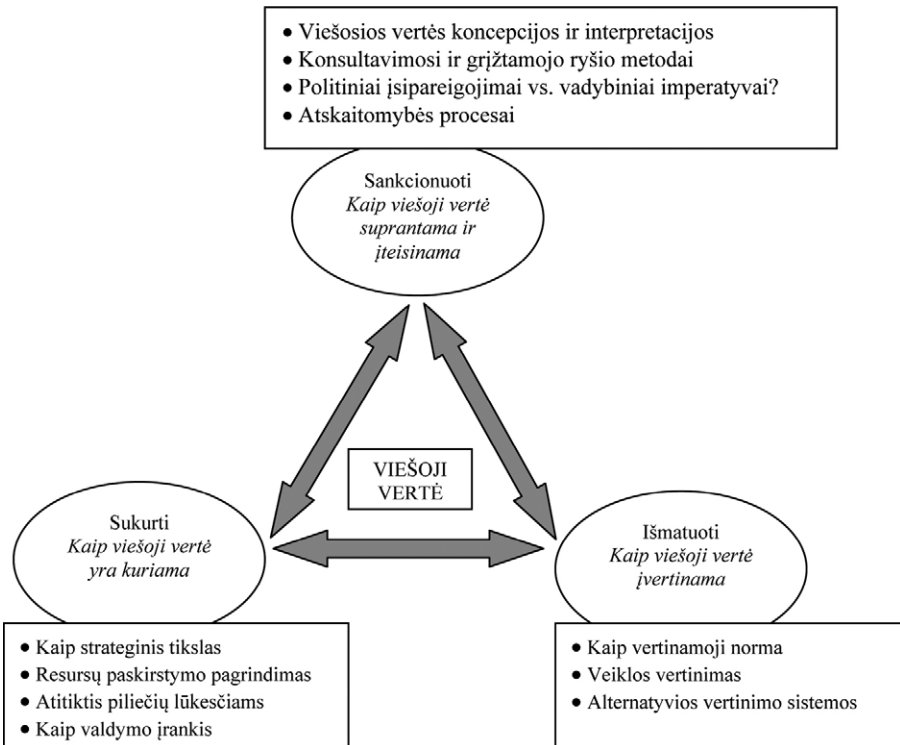 • Viešosios vertės koncepcijos ir interpretacijos
• Konsultavimosi ir grįžtamojo ryšio metodai
• Politiniai įsipareigojimai vs. vadybiniai imperatyvai?
• Atskaitomybės procesai
Sankcionuoti
Kaip viešoji vertė
suprantama ir
įteisinama
VIEŠOJI
VERTĖ
Sukurti
Kaip viešoji vertė
yra kuriama
• Kaip strateginis tikslas
• Resursų paskirstymo pagrindimas
• Atitiktis piliečių lūkesčiams
• Kaip valdymo įrankis
Išmatuoti
Kaip viešoji vertė
įvertinama
• Kaip vertinamoji norma
• Veiklos vertinimas
• Alternatyvios vertinimo sistemos